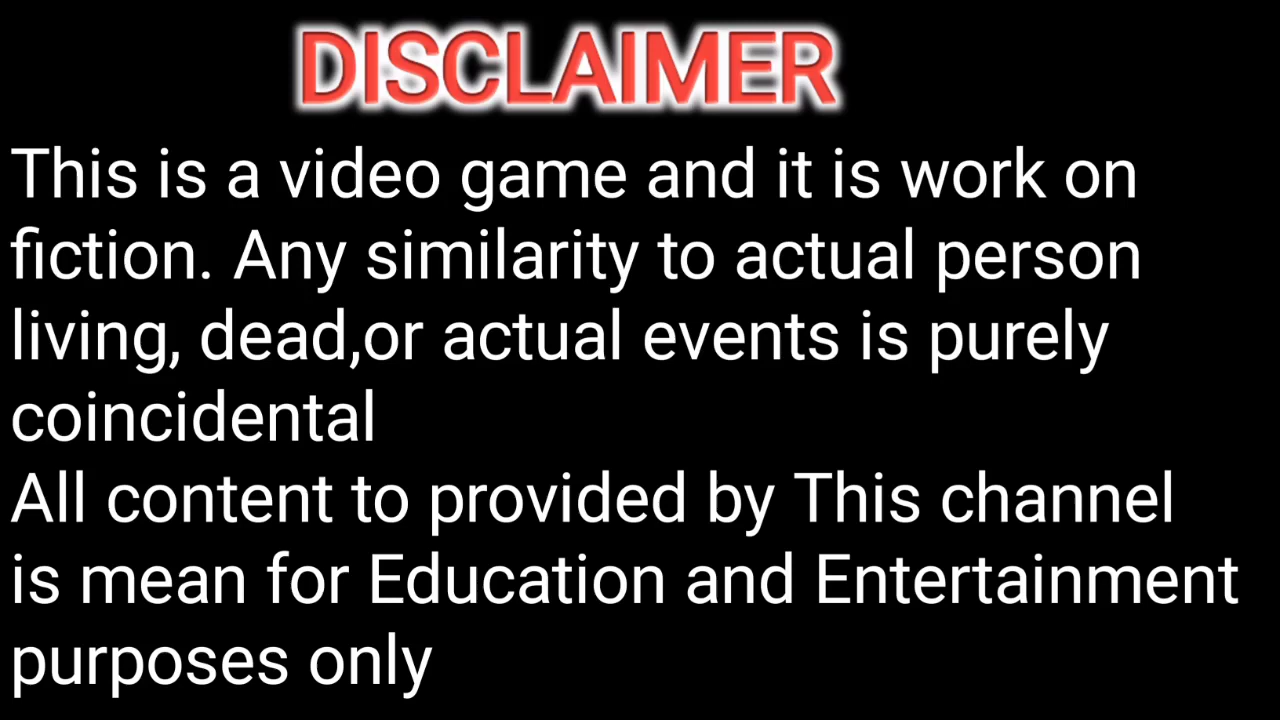 DISCLAIMER
This is a video game and it is work on
fiction. Any similarity to actual person
living, dead,or actual events is purely
coincidental
All content to provided by This channel
is mean for Education and Entertainment
purposes only